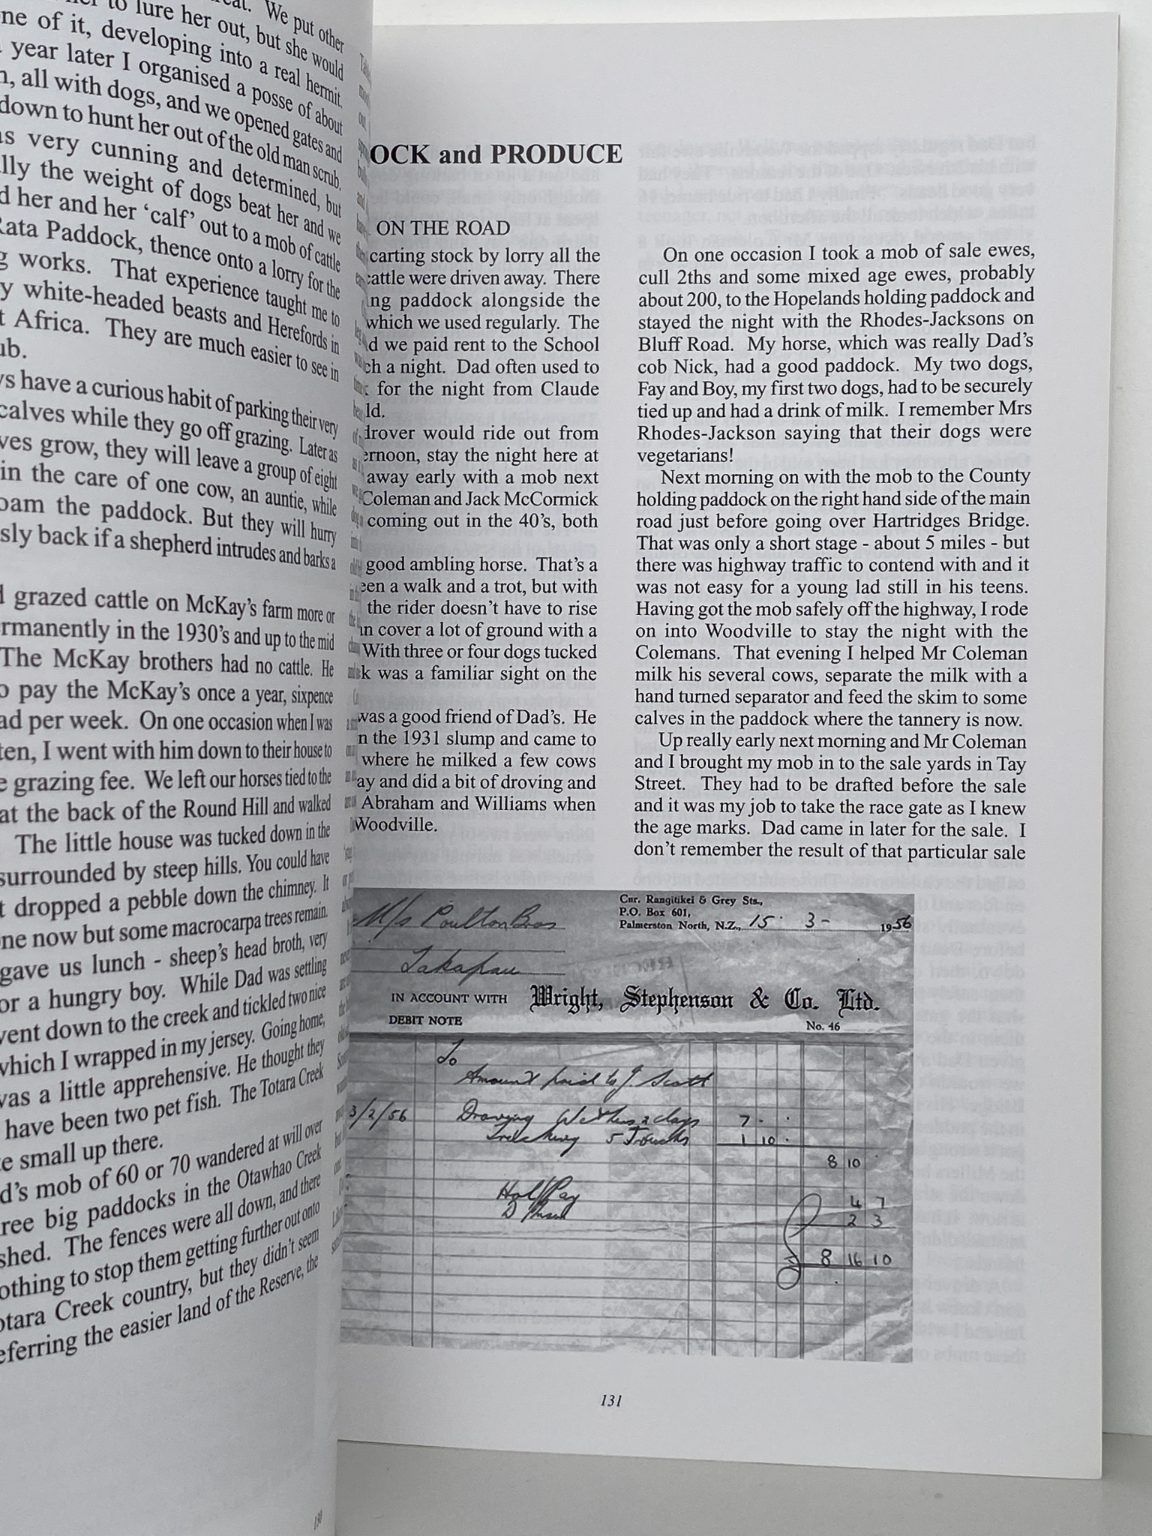 to lure her out, but she would
We put other
ne of it, developing into a real hermit.
year later I organised a posse of about
, all with dogs, and we opened gates and
down to hunt her out of the old man scrub.
as very cunning and determined, but
lly the weight of dogs beat her and we
d her and her ‘calf’ out to a mob of cattle
Rata Paddock, thence onto a lorry for the
g works. That experience taught me to
y white-headed beasts and Herefords in
t Africa. They are much easier to see in
ub.
ys have a curious habit of parking their very
calves while they go off grazing. Later as
ves grow, they will leave a group of eight
in the care of one cow, an auntie, while
oam the paddock. But they will hurry
sly back if a shepherd intrudes and barks a
d grazed cattle on McKay’s farm more or
rmanently in the 1930’s and up to the mid
The McKay brothers had no cattle. He
o pay the McKay’s once a year, sixpence
ad per week. On one occasion when I was
ten, I went with him down to their house to
e grazing fee. We left our horses tied to the
at the back of the Round Hill and walked
The little house was tucked down in the
surrounded by steep hills. You could have
t dropped a pebble down the chimney. It
one now but some macrocarpa trees remain.
gave us lunch - sheep’s head broth, very
or a hungry boy. While Dad was settling
vent down to the creek and tickled two nice
which I wrapped in my jersey. Going home,
was a little apprehensive. He thought they
have been two pet fish. The Totara Creek
e small up there.
d’s mob of 60 or 70 wandered at will over
ree big paddocks in the Otawhao Creek
shed. The fences were all down, and there
othing to stop them getting further out onto
otara Creek country, but they didn’t seem
eferring the easier land of the Reserve, the
130
OCK and PRODUCE
ON THE ROAD
carting stock by lorry all the
cattle were driven away. There
ng paddock alongside the
which we used regularly. The
d we paid rent to the School
ch a night. Dad often used to
for the night from Claude
ld.
drover would ride out from
ernoon, stay the night here at
away early with a mob next
Coleman and Jack McCormick
coming out in the 40’s, both
good ambling horse. That’s a
een a walk and a trot, but with
the rider doesn’t have to rise
an cover a lot of ground with a
With three or four dogs tucked
k was a familiar sight on the
was a good friend of Dad’s. He
n the 1931 slump and came to
where he milked a few cows
ay and did a bit of droving and
Abraham and Williams when
Woodville.
On one occasion I took a mob of sale ewes,
cull 2ths and some mixed age ewes, probably
about 200, to the Hopelands holding paddock and
stayed the night with the Rhodes-Jacksons on
Bluff Road. My horse, which was really Dad’s
cob Nick, had a good paddock. My two dogs,
Fay and Boy, my first two dogs, had to be securely
tied up and had a drink of milk. I remember Mrs
Rhodes-Jackson saying that their dogs were
vegetarians!
Next morning on with the mob to the County
holding paddock on the right hand side of the main
road just before going over Hartridges Bridge.
That was only a short stage - about 5 miles - but
there was highway traffic to contend with and it
was not easy for a young lad still in his teens.
Having got the mob safely off the highway, I rode
on into Woodville to stay the night with the
Colemans. That evening I helped Mr Coleman
milk his several cows, separate the milk with a
hand turned separator and feed the skim to some
calves in the paddock where the tannery is now.
Up really early next morning and Mr Coleman
and I brought my mob in to the sale yards in Tay
Street. They had to be drafted before the sale
and it was my job to take the race gate as I knew
the age marks. Dad came in later for the sale. I
don’t remember the result of that particular sale
Cnr. Rangitikei & Grey Sts.,
P.O. Box 601,
Palmerston North, N.Z., 15 3 - 1956
M/s Poulton Bros
Takapau
IN ACCOUNT WITH Wright, Stephenson & Co. Ltd.
DEBIT NOTE No. 46
To
Amount paid to J. Scott
3/2/56 Droving Wethers 2 days 7
5 1 10
8 10
Half Pay 4 7
2 3
8 16 10
131